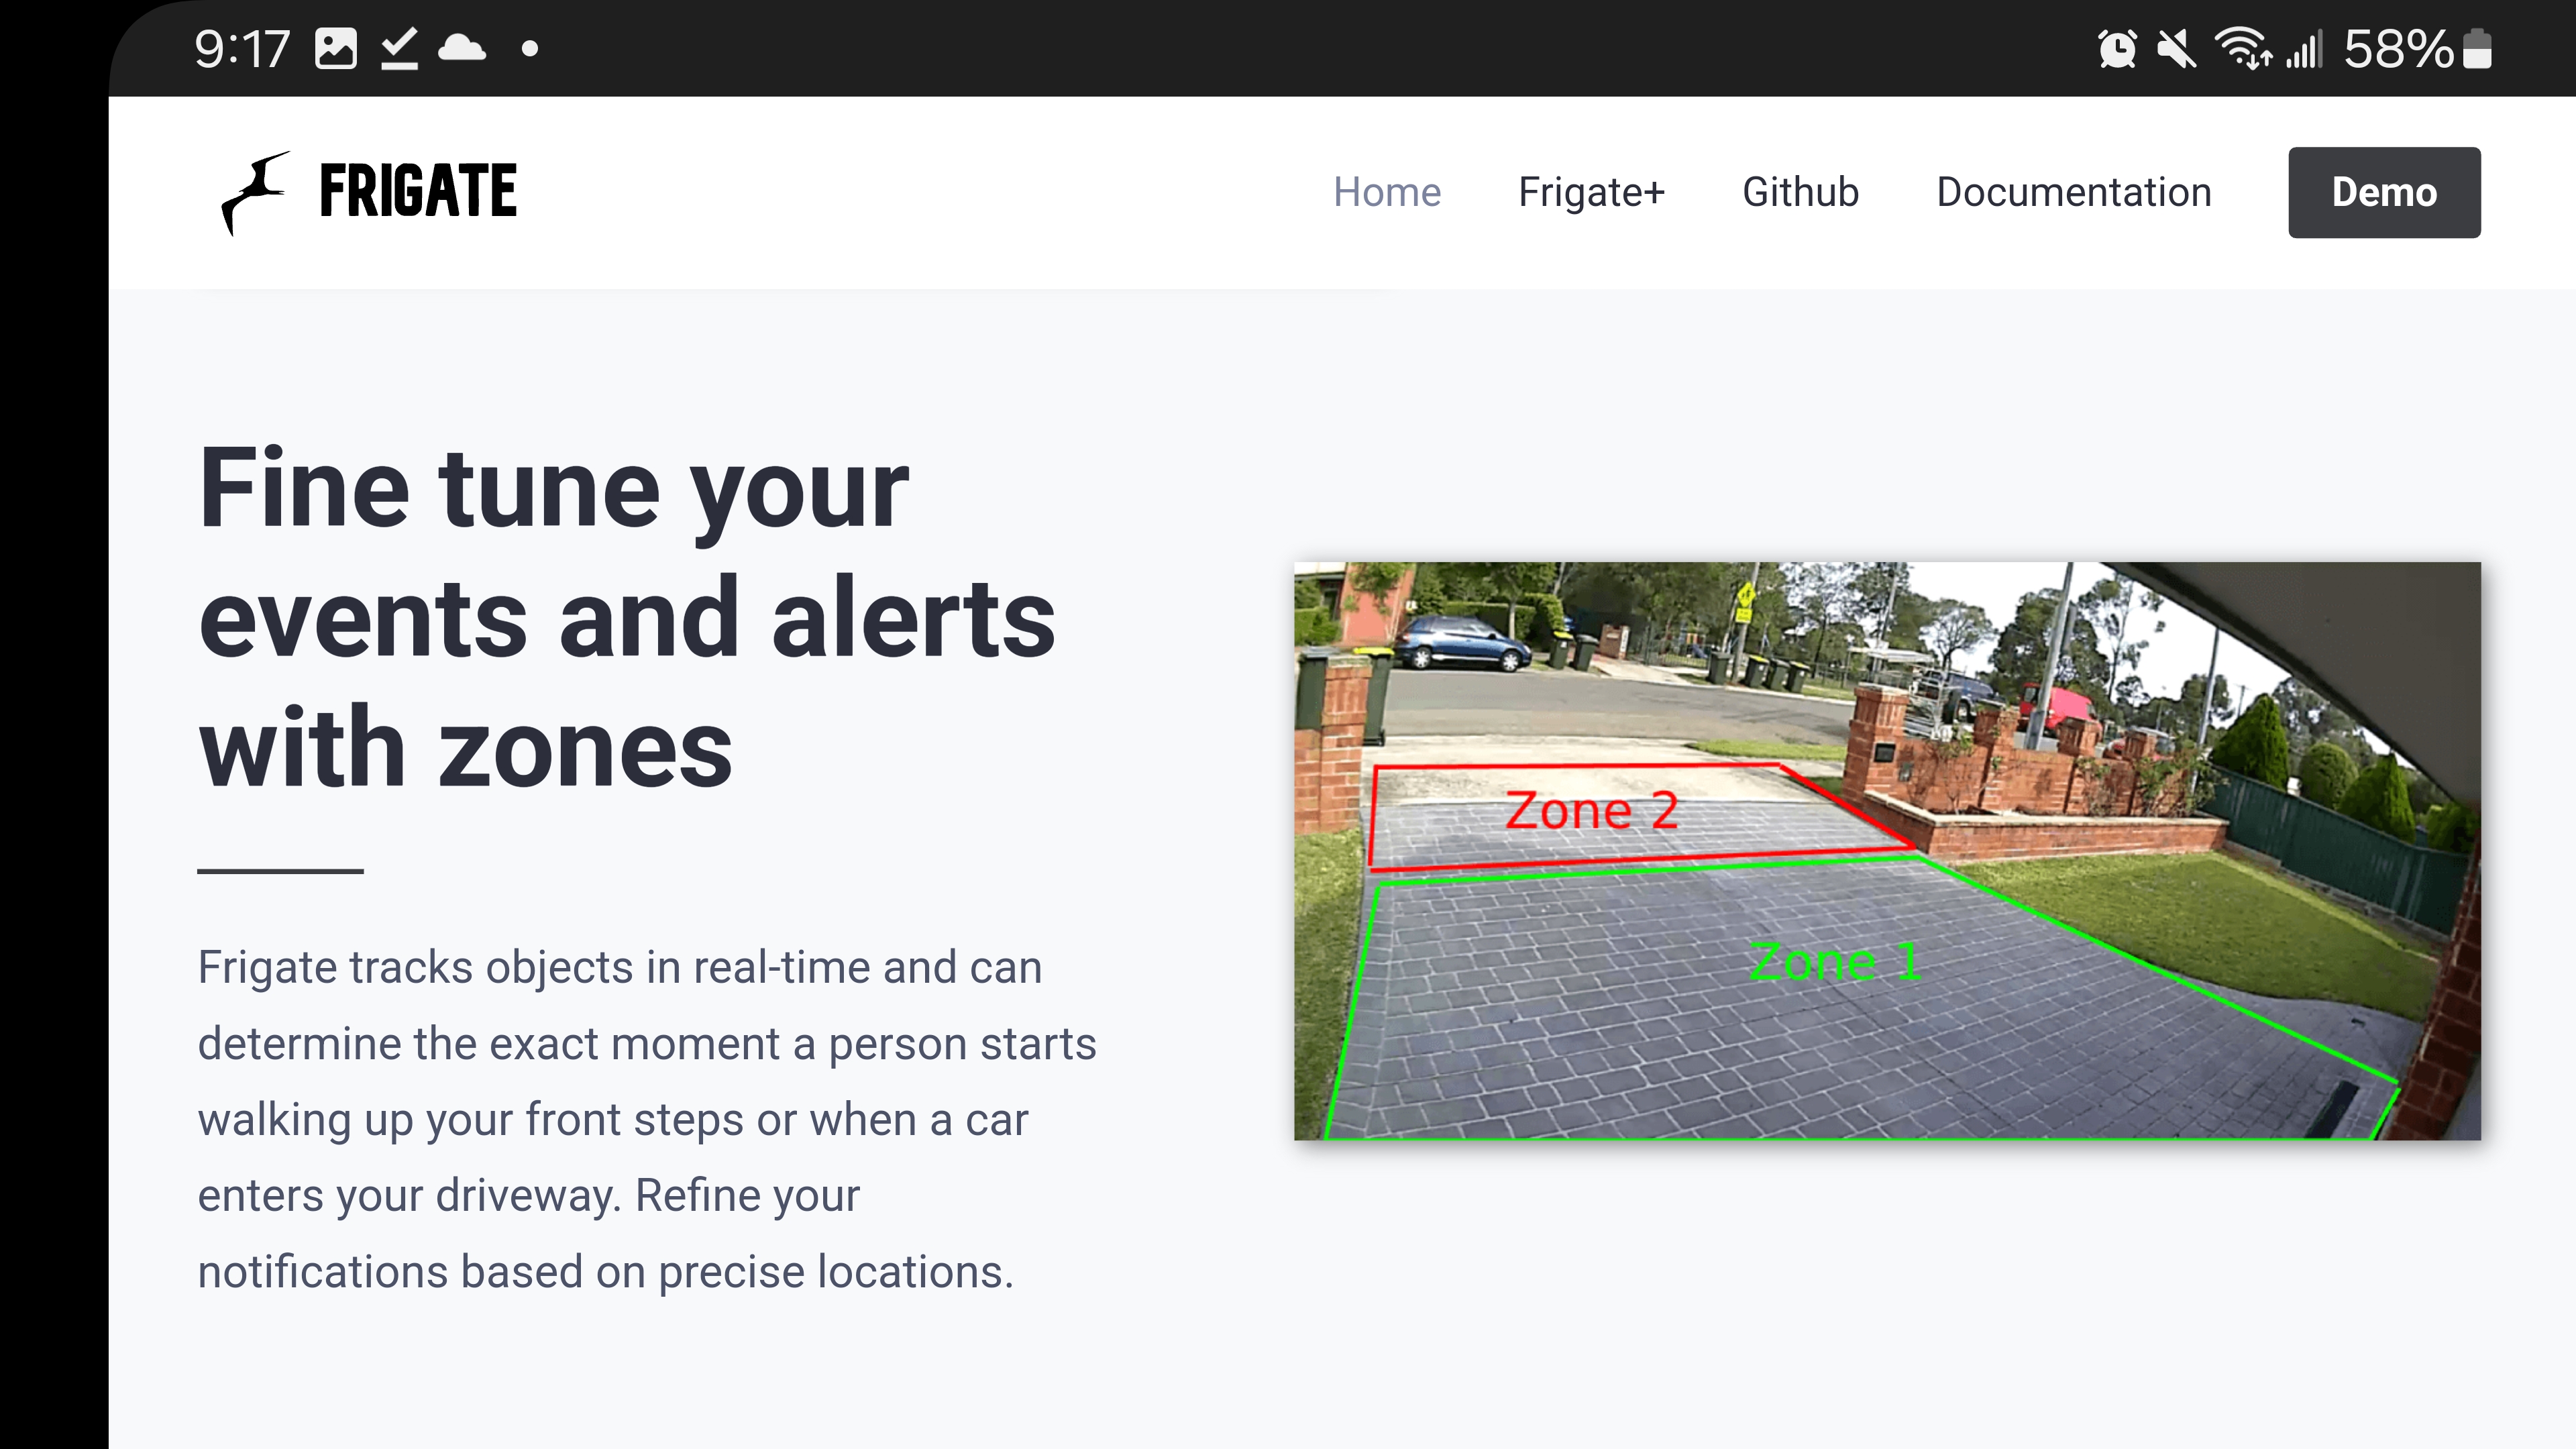 9:17
58%
FRIGATE
Home Frigate+ Github Documentation Demo
Fine tune your
events and alerts
with zones
Frigate tracks objects in real-time and can
determine the exact moment a person starts
walking up your front steps or when a car
enters your driveway. Refine your
notifications based on precise locations.
Zone 2
Zone 1